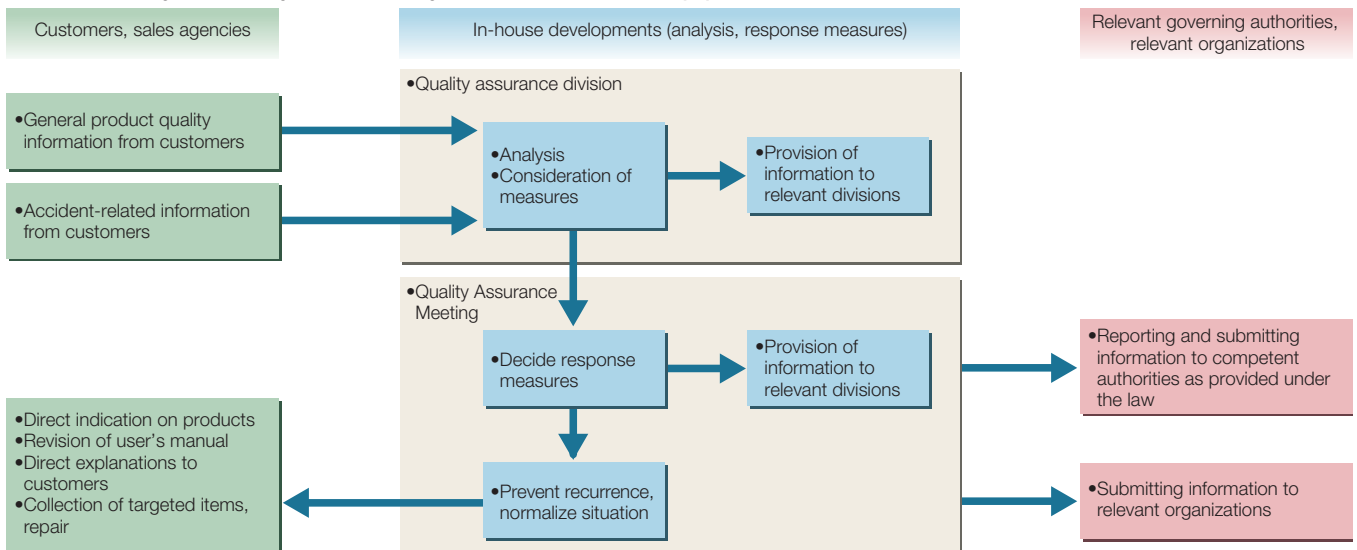 Customers, sales agencies
In-house developments (analysis, response measures)
Relevant governing authorities,
relevant organizations
•Quality assurance division
•General product quality
information from customers
•Accident-related information
from customers
•Analysis
•Consideration of
measures
•Provision of
information to
relevant divisions
•Quality Assurance
Meeting
•Decide response
measures
•Provision of
information to
relevant divisions
•Reporting and submitting
information to competent
authorities as provided under
the law
•Direct indication on products
•Revision of user's manual
•Direct explanations to
customers
•Collection of targeted items,
repair
•Prevent recurrence,
normalize situation
•Submitting information to
relevant organizations